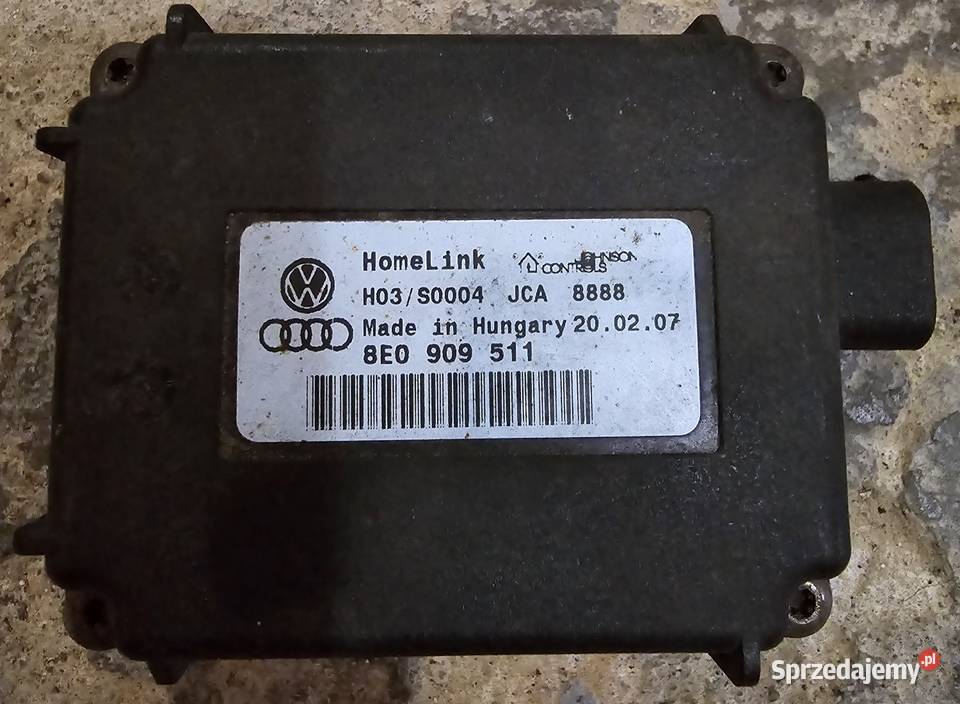 HomeLink JOHNSON CONTROLS
H03/S0004 JCA 8888
Made in Hungary 20.02.07
8E0 909 511
Sprzedajemy.pl